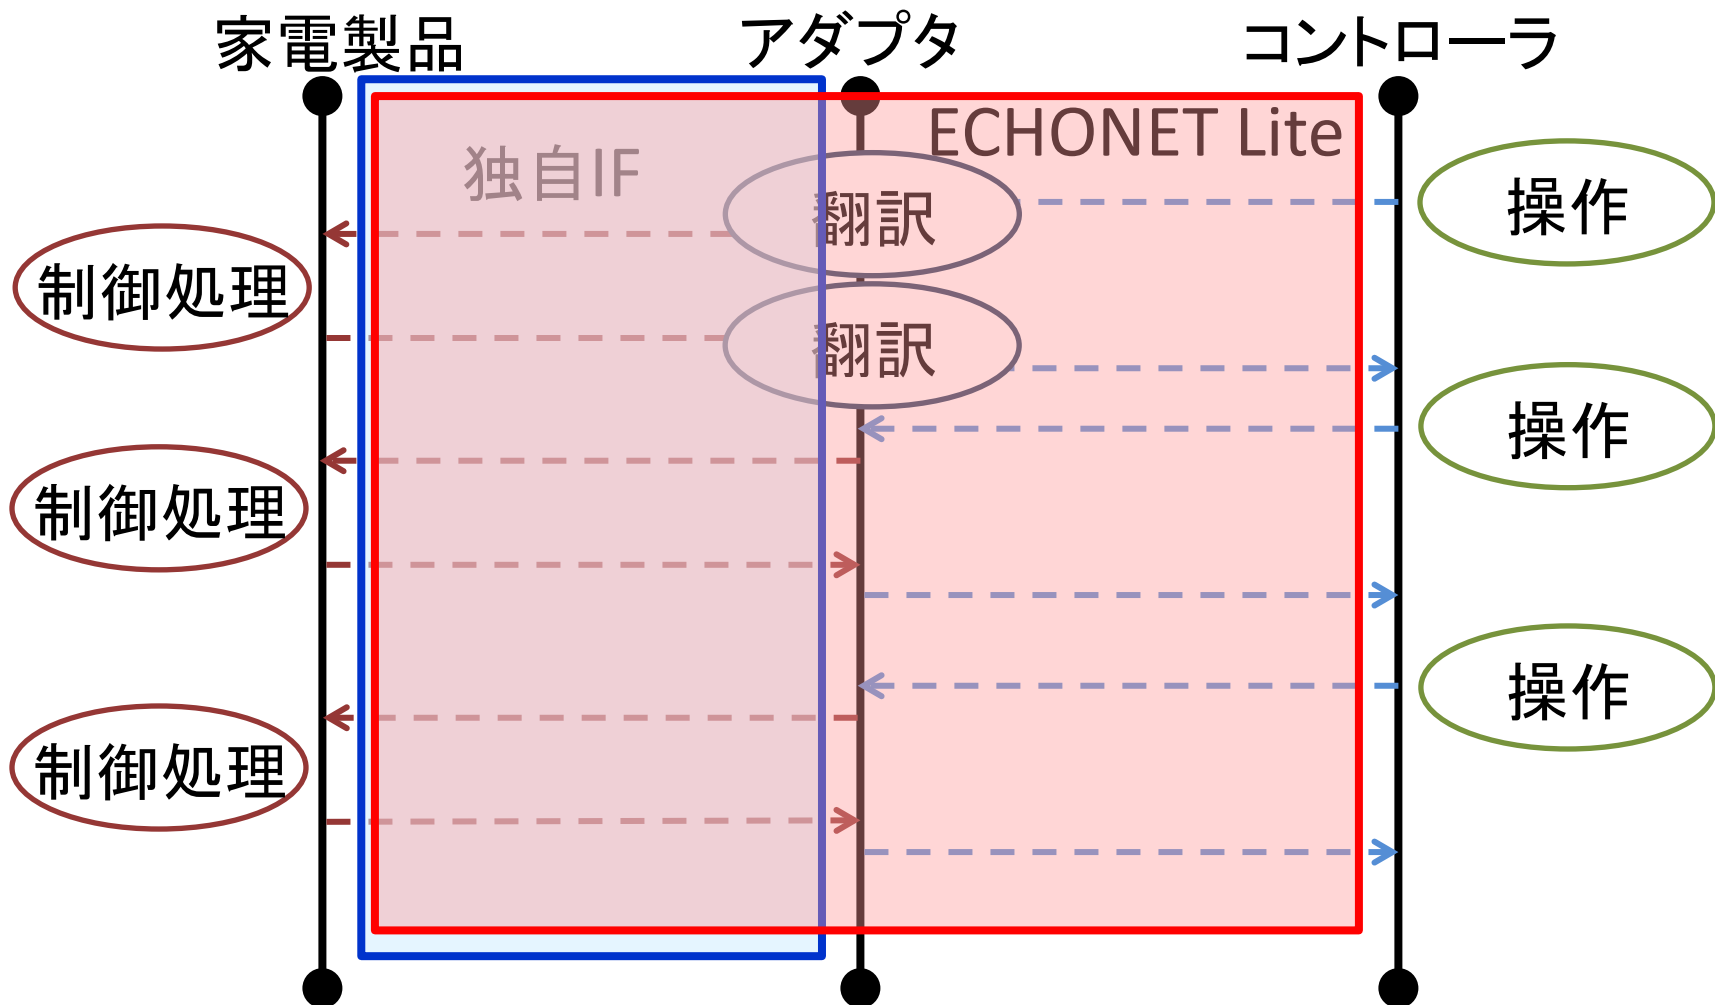 家電製品
アダプタ
コントローラ
ECHONET Lite
独自IF
翻訳
操作
制御処理
翻訳
操作
制御処理
操作
制御処理